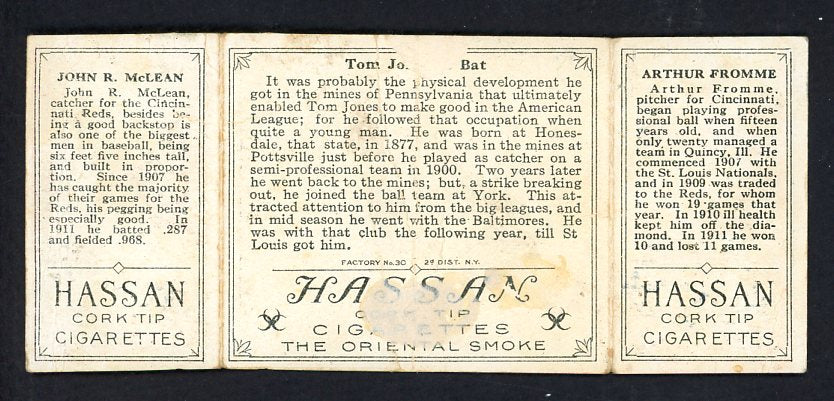 JOHN R. McLEAN
John R. McLean,
catcher for the Cincin-
nati Reds, besides be-
ing a good backstop is
also one of the biggest
men in baseball, being
six feet five inches tall,
and built in propor-
tion. Since 1907 he
has caught the majority
of their games for the
Reds, his pegging being
especially good. In
1911 he batted .287
and fielded .968.
HASSAN
CORK TIP
CIGARETTES
Tom Jo Bat
It was probably the physical development he
got in the mines of Pennsylvania that ultimately
enabled Tom Jones to make good in the American
League; for he followed that occupation when
quite a young man. He was born at Hones-
dale, that state, in 1877, and was in the mines at
Pottsville just before he played as catcher on a
semi-professional team in 1900. Two years later
he went back to the mines; but, a strike breaking
out, he joined the ball team at York. This at-
tracted attention to him from the big leagues, and
in mid season he went with the Baltimores. He
was with that club the following year, till St
Louis got him.
FACTORY No.30 2D DIST. N.Y.
HASSAN
CORK TIP
CIGARETTES
THE ORIENTAL SMOKE
ARTHUR FROMME
Arthur Fromme,
pitcher for Cincinnati,
began playing profes-
sional ball when fifteen
years old, and when
only twenty managed a
team in Quincy, Ill. He
commenced 1907 with
the St. Louis Nationals,
and in 1909 was traded
to the Reds, for whom
he won 19 games that
year. In 1910 ill health
kept him off the dia-
mond. In 1911 he won
10 and lost 11 games.
HASSAN
CORK TIP
CIGARETTES